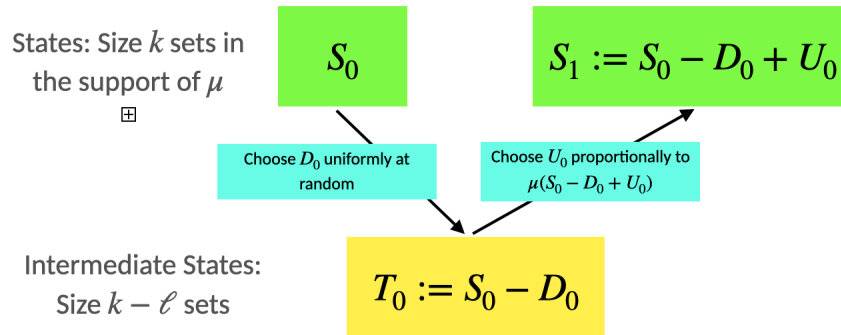 States: Size k sets in
the support of μ
S₀
S₁ := S₀ − D₀ + U₀
Choose D₀ uniformly at
random
Choose U₀ proportionally to
μ(S₀ − D₀ + U₀)
Intermediate States:
Size k − ℓ sets
T₀ := S₀ − D₀